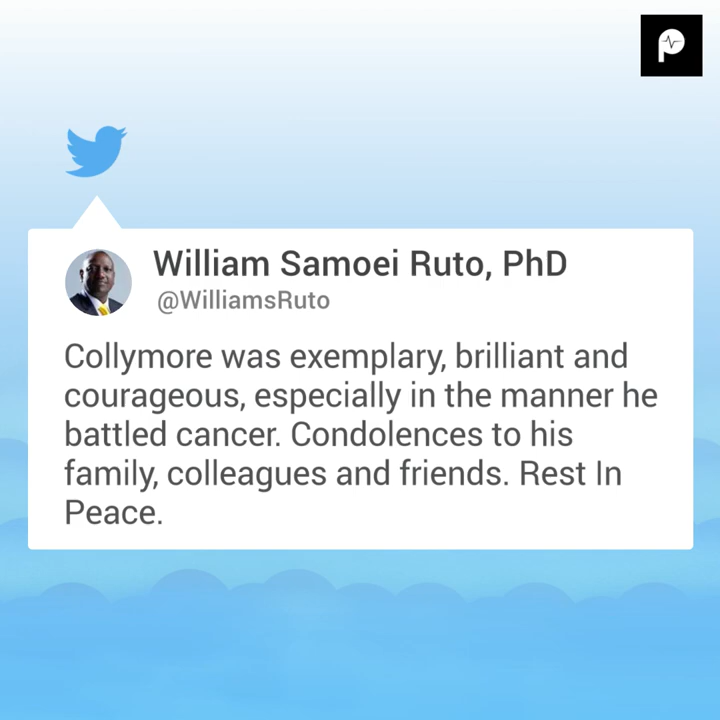 William Samoei Ruto, PhD
@WilliamsRuto
Collymore was exemplary, brilliant and
courageous, especially in the manner he
battled cancer. Condolences to his
family, colleagues and friends. Rest In
Peace.